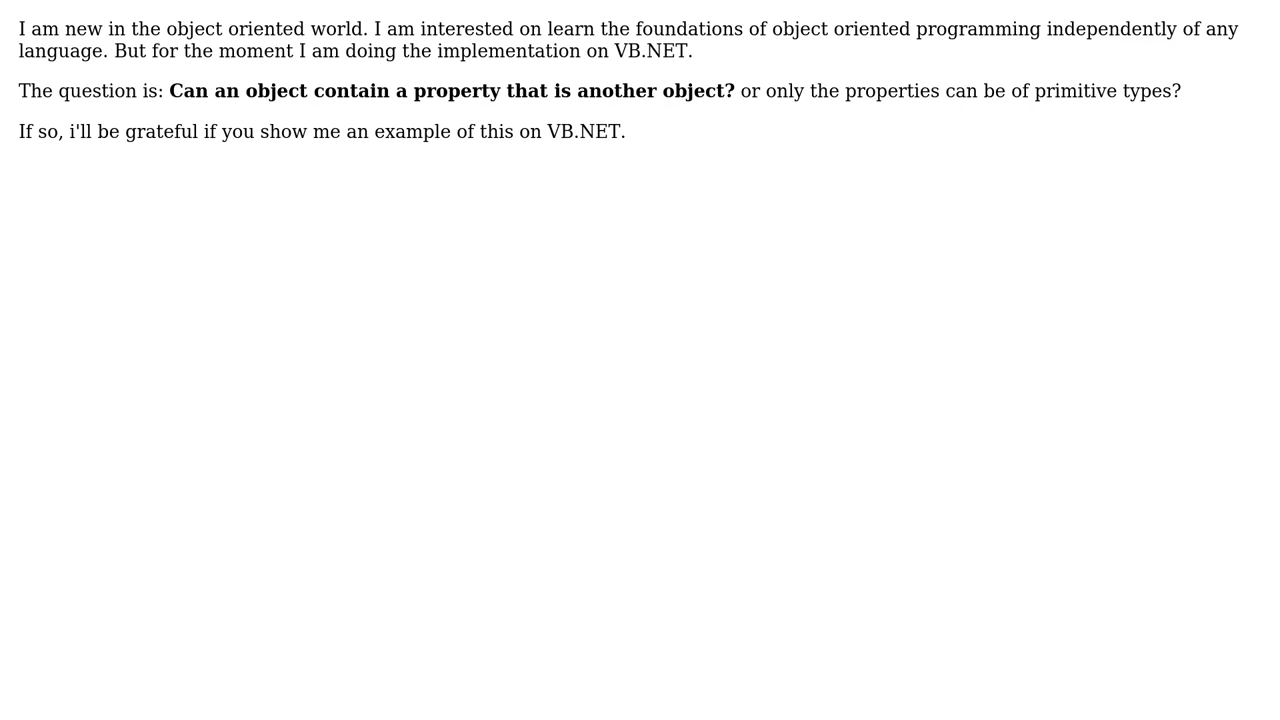 I am new in the object oriented world. I am interested on learn the foundations of object oriented programming independently of any
language. But for the moment I am doing the implementation on VB.NET.
The question is: Can an object contain a property that is another object? or only the properties can be of primitive types?
If so, i'll be grateful if you show me an example of this on VB.NET.